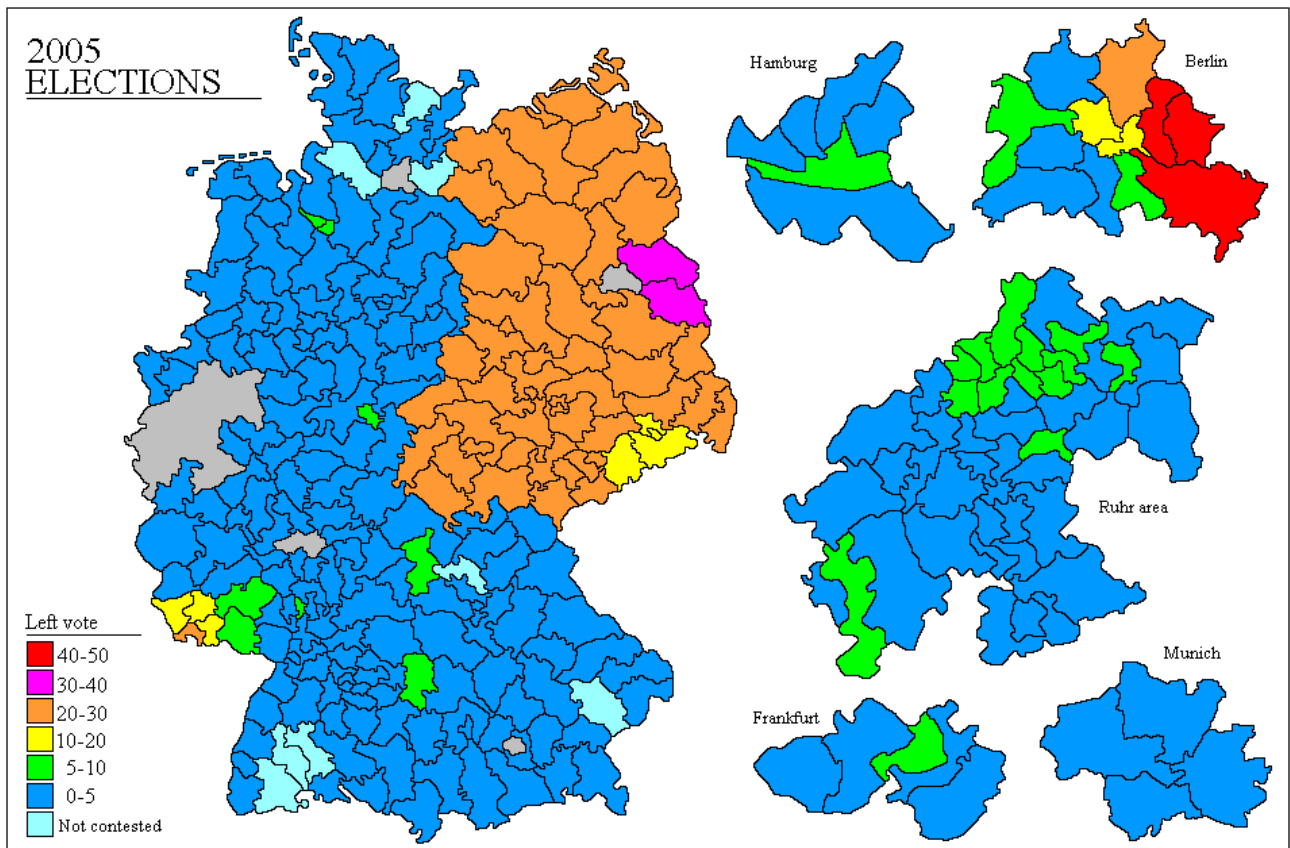 2005
ELECTIONS
Hamburg
Berlin
Ruhr area
Munich
Frankfurt
Left vote
40-50
30-40
20-30
10-20
5-10
0-5
Not contested